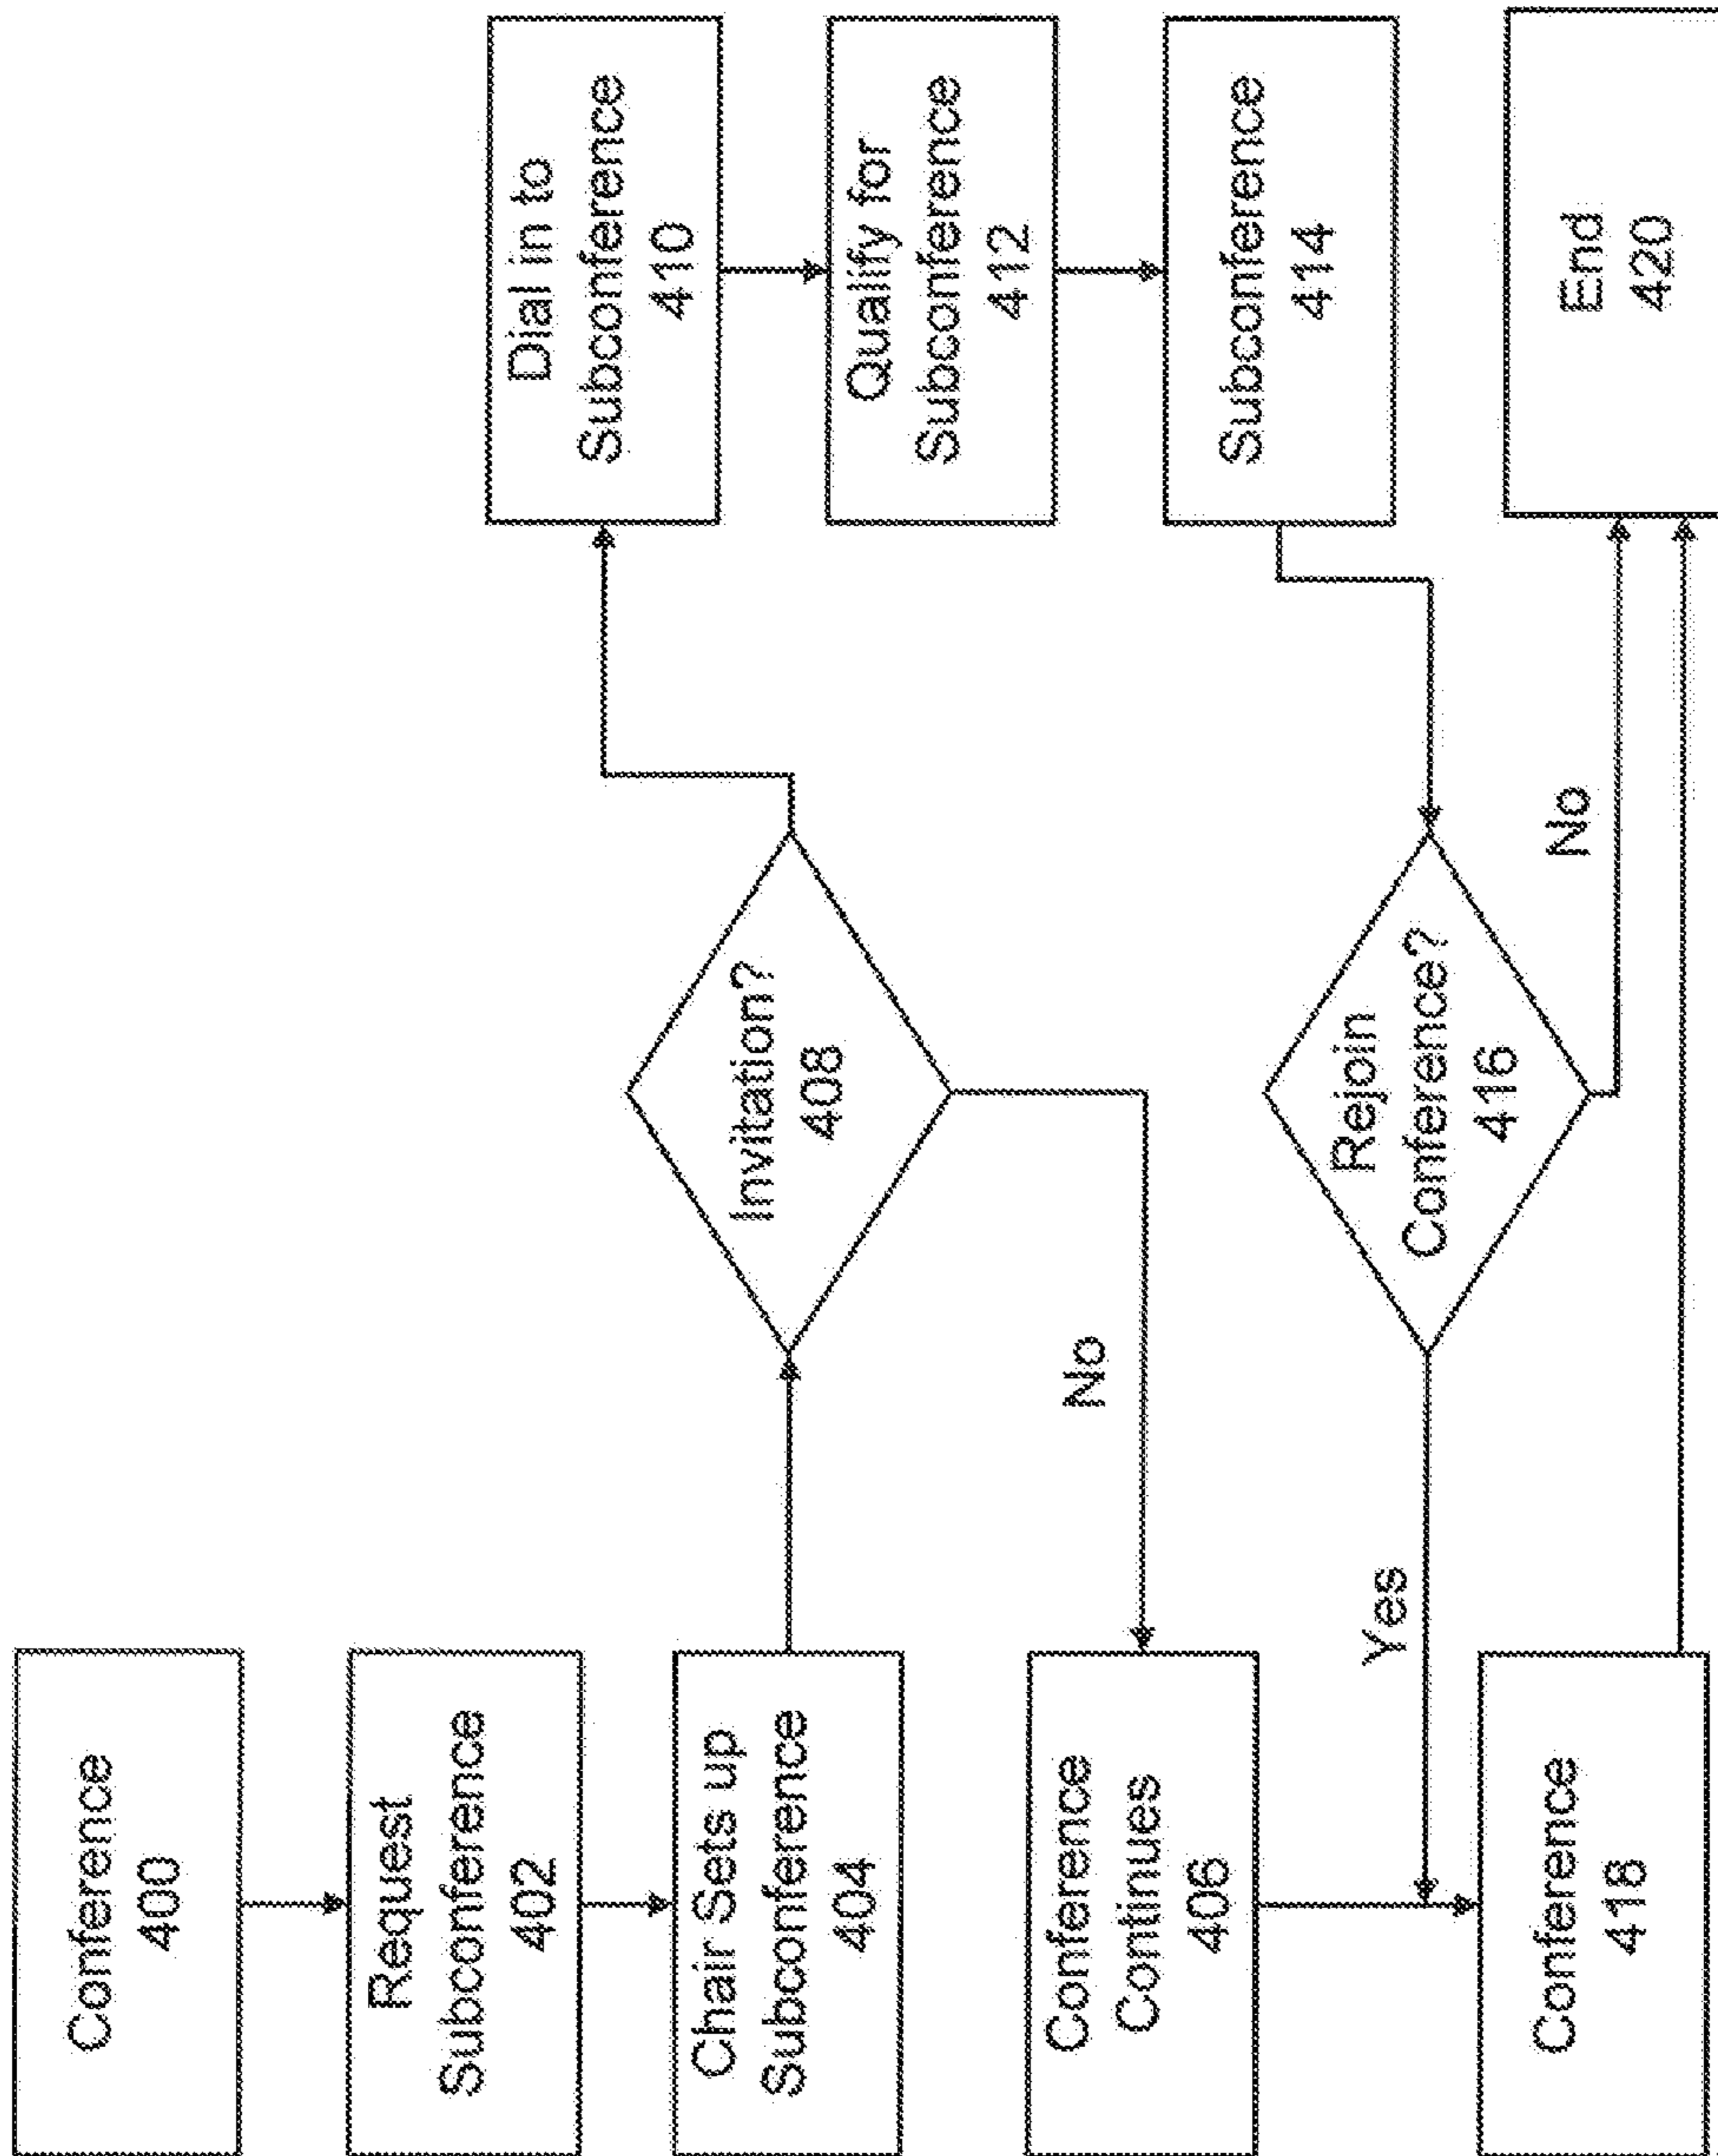 Conference
400
Request
Subconference
402
Chair Sets up
Subconference
404
Invitation?
408
No
Conference
Continues
406
Dial in to
Subconference
410
Qualify for
Subconference
412
Subconference
414
Rejoin
Conference?
416
Yes
No
Conference
418
End
420